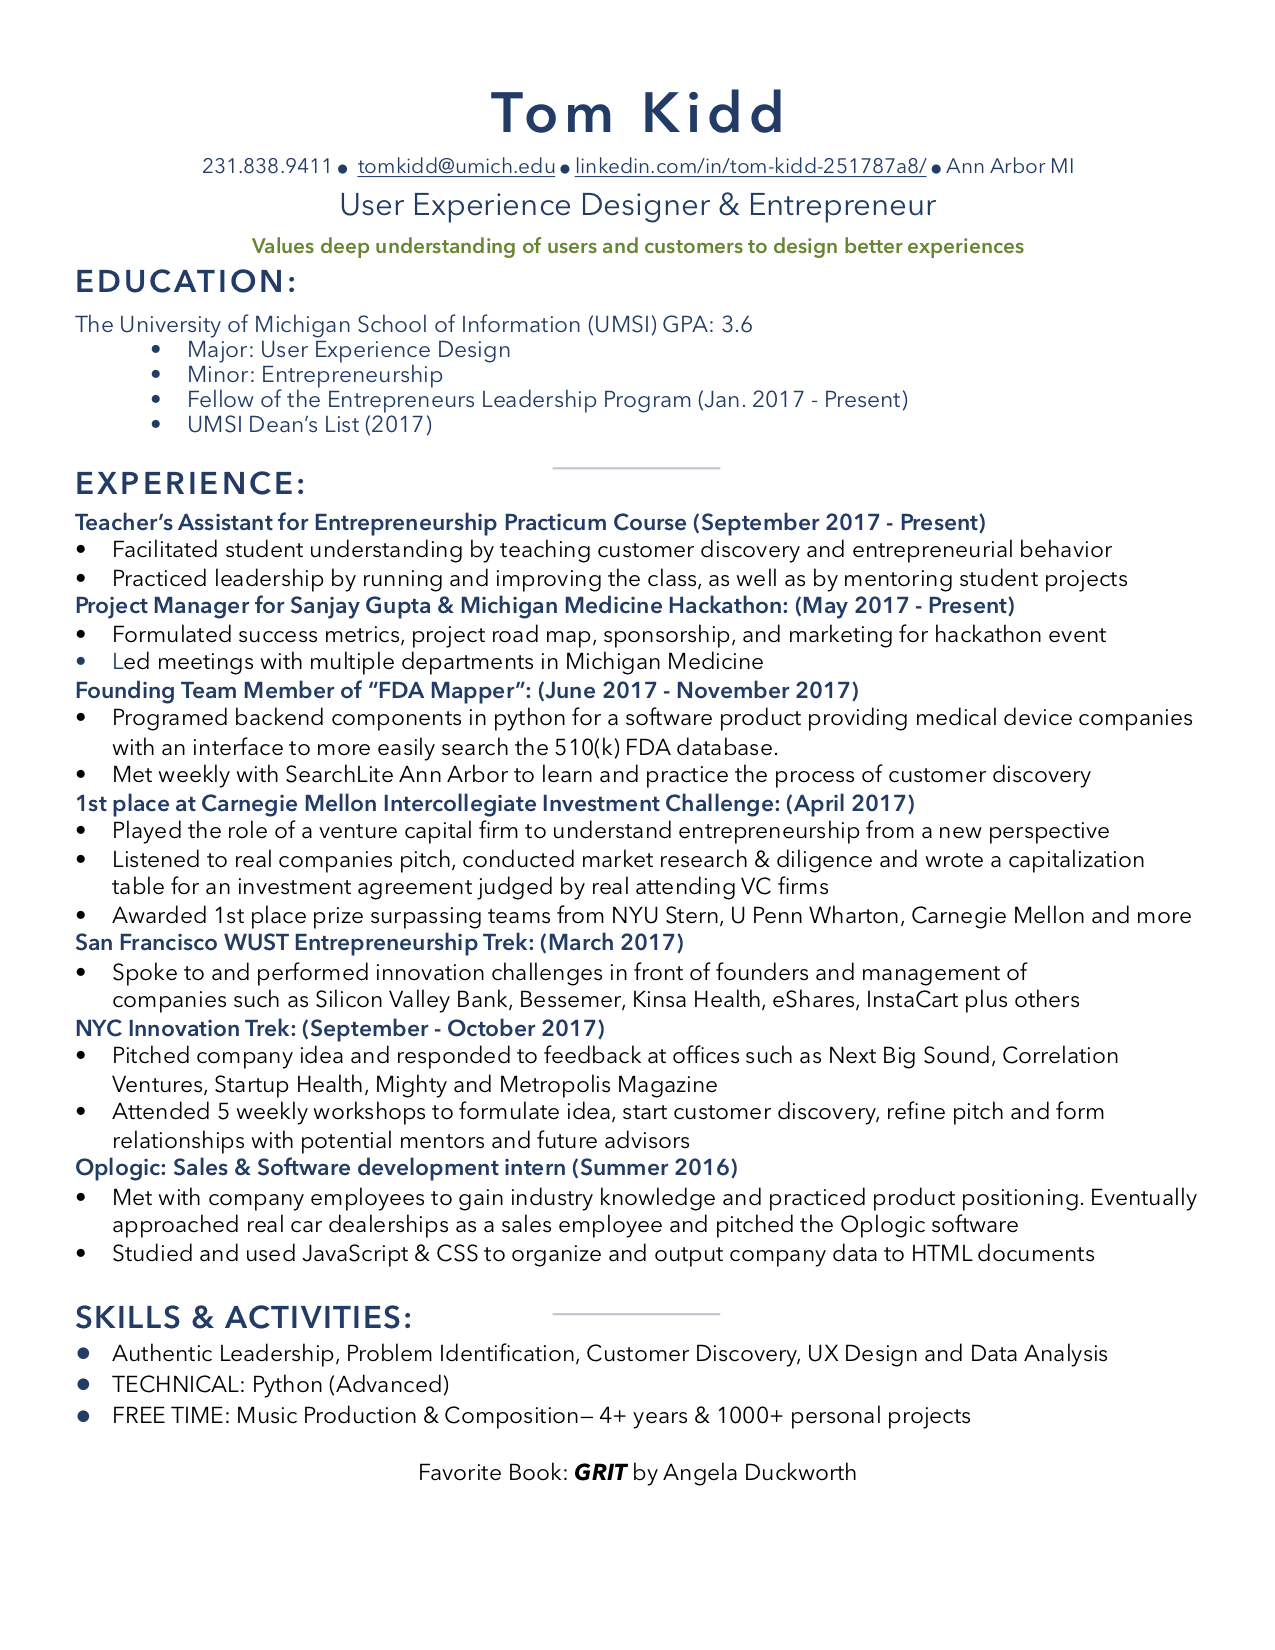 Tom Kidd
231.838.9411 ● tomkidd@umich.edu ● linkedin.com/in/tom-kidd-251787a8/ ● Ann Arbor MI
User Experience Designer & Entrepreneur
Values deep understanding of users and customers to design better experiences
EDUCATION:
The University of Michigan School of Information (UMSI) GPA: 3.6
• Major: User Experience Design
• Minor: Entrepreneurship
• Fellow of the Entrepreneurs Leadership Program (Jan. 2017 - Present)
• UMSI Dean’s List (2017)
EXPERIENCE:
Teacher’s Assistant for Entrepreneurship Practicum Course (September 2017 - Present)
• Facilitated student understanding by teaching customer discovery and entrepreneurial behavior
• Practiced leadership by running and improving the class, as well as by mentoring student projects
Project Manager for Sanjay Gupta & Michigan Medicine Hackathon: (May 2017 - Present)
• Formulated success metrics, project road map, sponsorship, and marketing for hackathon event
• Led meetings with multiple departments in Michigan Medicine
Founding Team Member of “FDA Mapper”: (June 2017 - November 2017)
• Programed backend components in python for a software product providing medical device companies
with an interface to more easily search the 510(k) FDA database.
• Met weekly with SearchLite Ann Arbor to learn and practice the process of customer discovery
1st place at Carnegie Mellon Intercollegiate Investment Challenge: (April 2017)
• Played the role of a venture capital firm to understand entrepreneurship from a new perspective
• Listened to real companies pitch, conducted market research & diligence and wrote a capitalization
table for an investment agreement judged by real attending VC firms
• Awarded 1st place prize surpassing teams from NYU Stern, U Penn Wharton, Carnegie Mellon and more
San Francisco WUST Entrepreneurship Trek: (March 2017)
• Spoke to and performed innovation challenges in front of founders and management of
companies such as Silicon Valley Bank, Bessemer, Kinsa Health, eShares, InstaCart plus others
NYC Innovation Trek: (September - October 2017)
• Pitched company idea and responded to feedback at offices such as Next Big Sound, Correlation
Ventures, Startup Health, Mighty and Metropolis Magazine
• Attended 5 weekly workshops to formulate idea, start customer discovery, refine pitch and form
relationships with potential mentors and future advisors
Oplogic: Sales & Software development intern (Summer 2016)
• Met with company employees to gain industry knowledge and practiced product positioning. Eventually
approached real car dealerships as a sales employee and pitched the Oplogic software
• Studied and used JavaScript & CSS to organize and output company data to HTML documents
SKILLS & ACTIVITIES:
● Authentic Leadership, Problem Identification, Customer Discovery, UX Design and Data Analysis
● TECHNICAL: Python (Advanced)
● FREE TIME: Music Production & Composition— 4+ years & 1000+ personal projects
Favorite Book: GRIT by Angela Duckworth